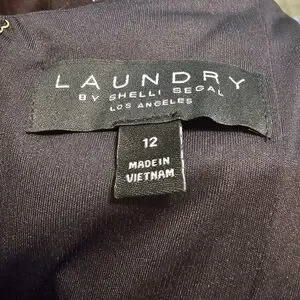 LAUNDRY
BY SHELLI SEGAL
LOS ANGELES
12
MADE IN
VIETNAM